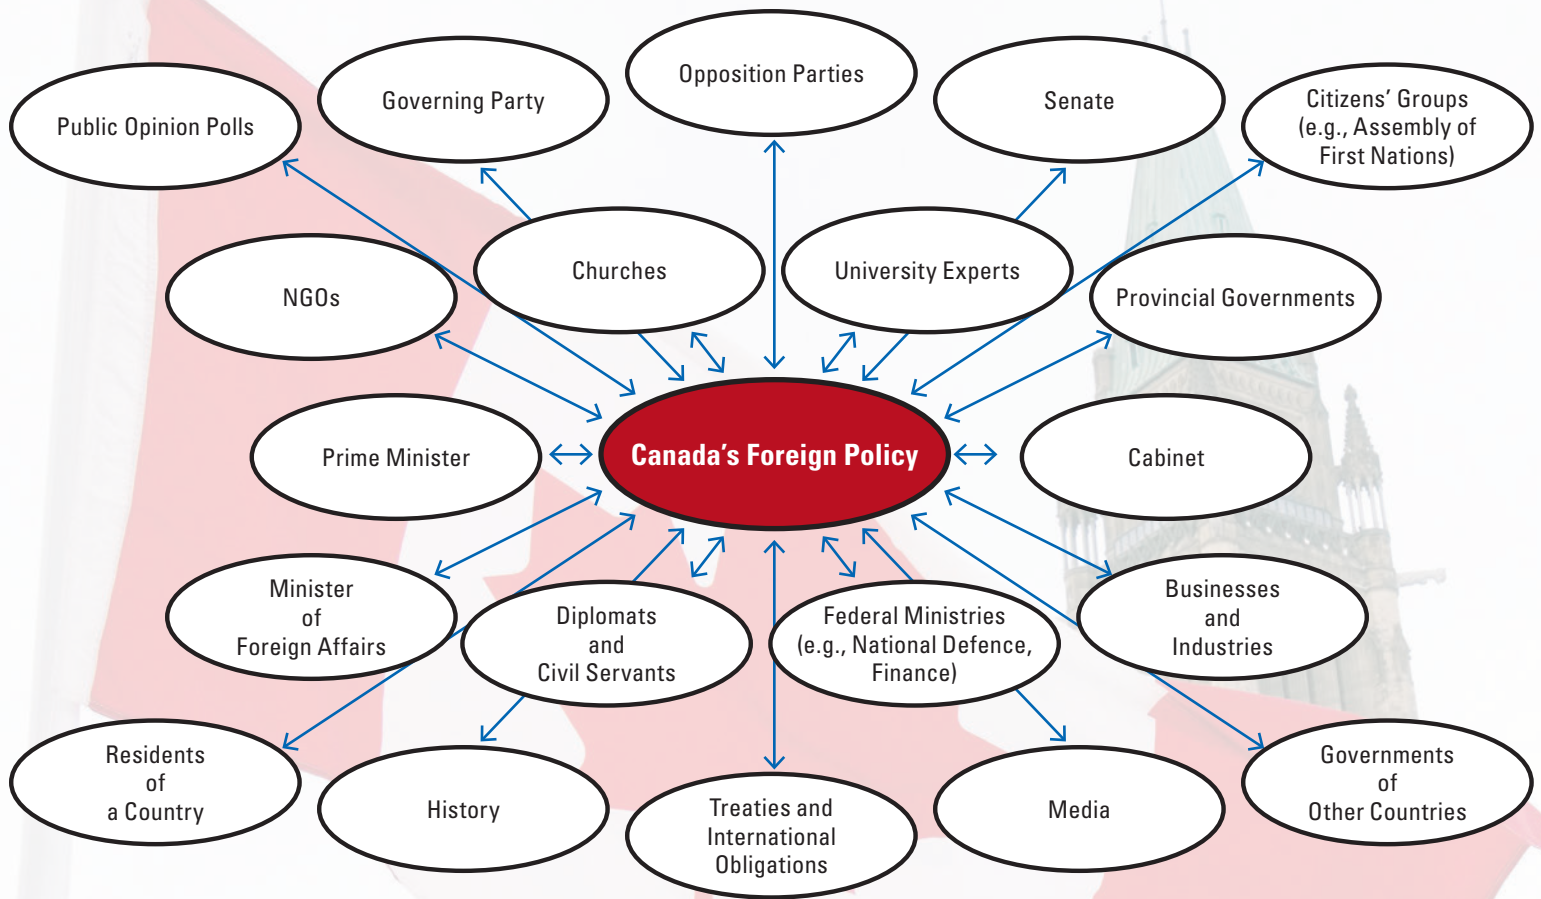 Public Opinion Polls
Governing Party
Opposition Parties
Senate
Citizens’ Groups
(e.g., Assembly of
First Nations)
NGOs
Churches
University Experts
Provincial Governments
Prime Minister
Canada’s Foreign Policy
Cabinet
Minister
of
Foreign Affairs
Diplomats
and
Civil Servants
Federal Ministries
(e.g., National Defence,
Finance)
Businesses
and
Industries
Residents
of
a Country
History
Treaties and
International
Obligations
Media
Governments
of
Other Countries